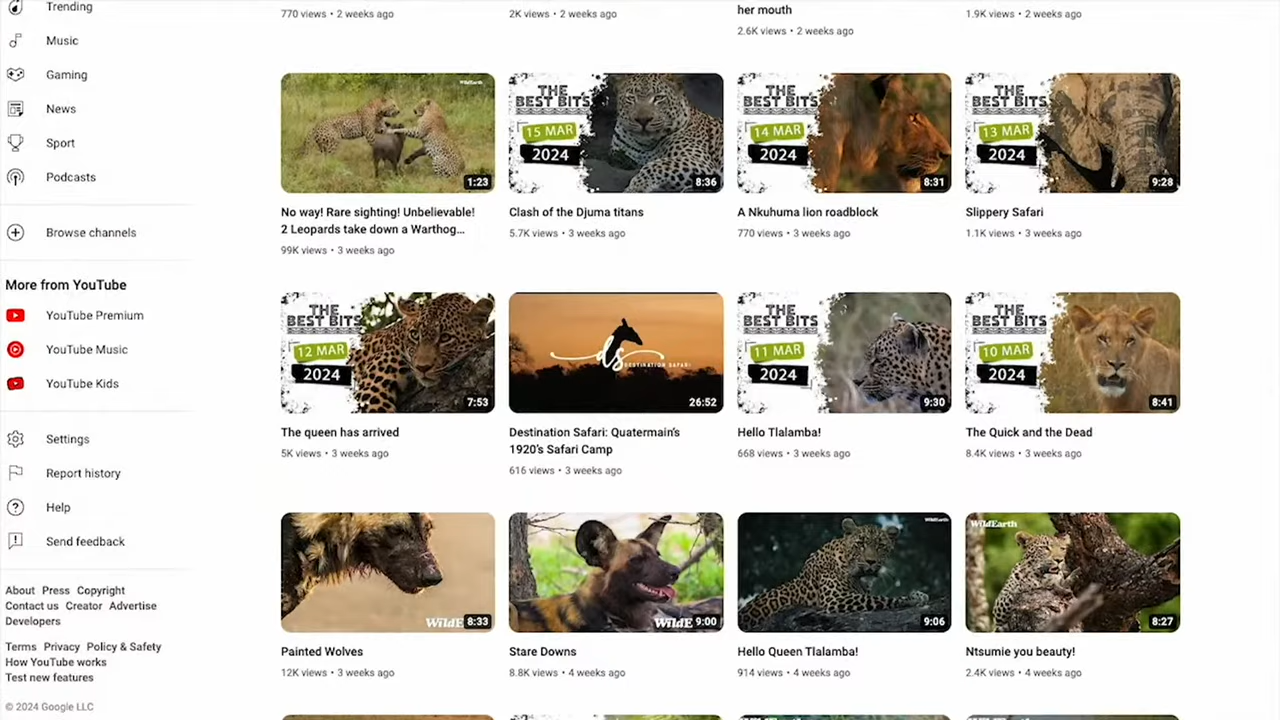 Trending
Music
Gaming
News
Sport
Podcasts
Browse channels
More from YouTube
YouTube Premium
YouTube Music
YouTube Kids
Settings
Report history
Help
Send feedback
About Press Copyright
Contact us Creator Advertise
Developers
Terms Privacy Policy & Safety
How YouTube works
Test new features
© 2024 Google LLC
770 views • 2 weeks ago
2K views • 2 weeks ago
her mouth
2.6K views • 2 weeks ago
1.9K views • 2 weeks ago
WildEarth
1:23
No way! Rare sighting! Unbelievable!
2 Leopards take down a Warthog...
99K views • 3 weeks ago
THE
BEST BITS
15 MAR
2024
8:36
Clash of the Djuma titans
5.7K views • 3 weeks ago
THE
BEST BITS
14 MAR
2024
8:31
A Nkuhuma lion roadblock
770 views • 3 weeks ago
THE
BEST BITS
13 MAR
2024
9:28
Slippery Safari
1.1K views • 3 weeks ago
THE
BEST BITS
12 MAR
2024
7:53
The queen has arrived
5K views • 3 weeks ago
ds
DESTINATION SAFARI
26:52
Destination Safari: Quatermain's
1920's Safari Camp
616 views • 3 weeks ago
THE
BEST BITS
11 MAR
2024
9:30
Hello Tlalamba!
668 views • 3 weeks ago
THE
BEST BITS
10 MAR
2024
8:41
The Quick and the Dead
8.4K views • 3 weeks ago
WildE
8:33
Painted Wolves
12K views • 3 weeks ago
WildE
9:00
Stare Downs
8.8K views • 4 weeks ago
WildEarth
9:06
Hello Queen Tlalamba!
914 views • 4 weeks ago
WildEarth
8:27
Ntsumie you beauty!
2.4K views • 4 weeks ago